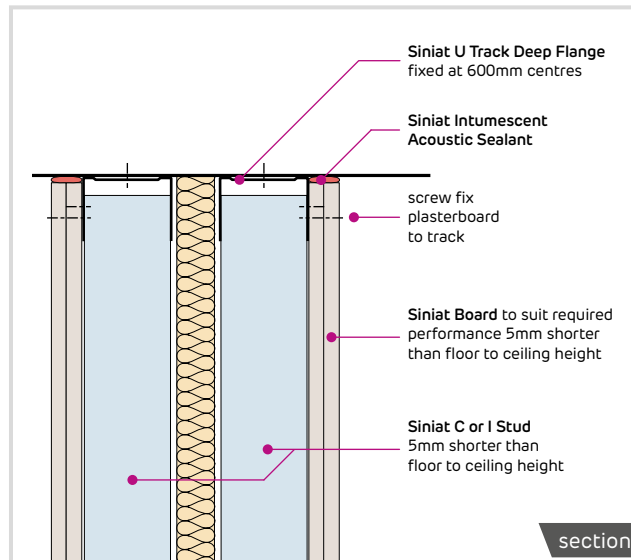 Siniat U Track Deep Flange
fixed at 600mm centres
Siniat Intumescent
Acoustic Sealant
screw fix
plasterboard
to track
Siniat Board to suit required
performance 5mm shorter
than floor to ceiling height
Siniat C or I Stud
5mm shorter than
floor to ceiling height
section